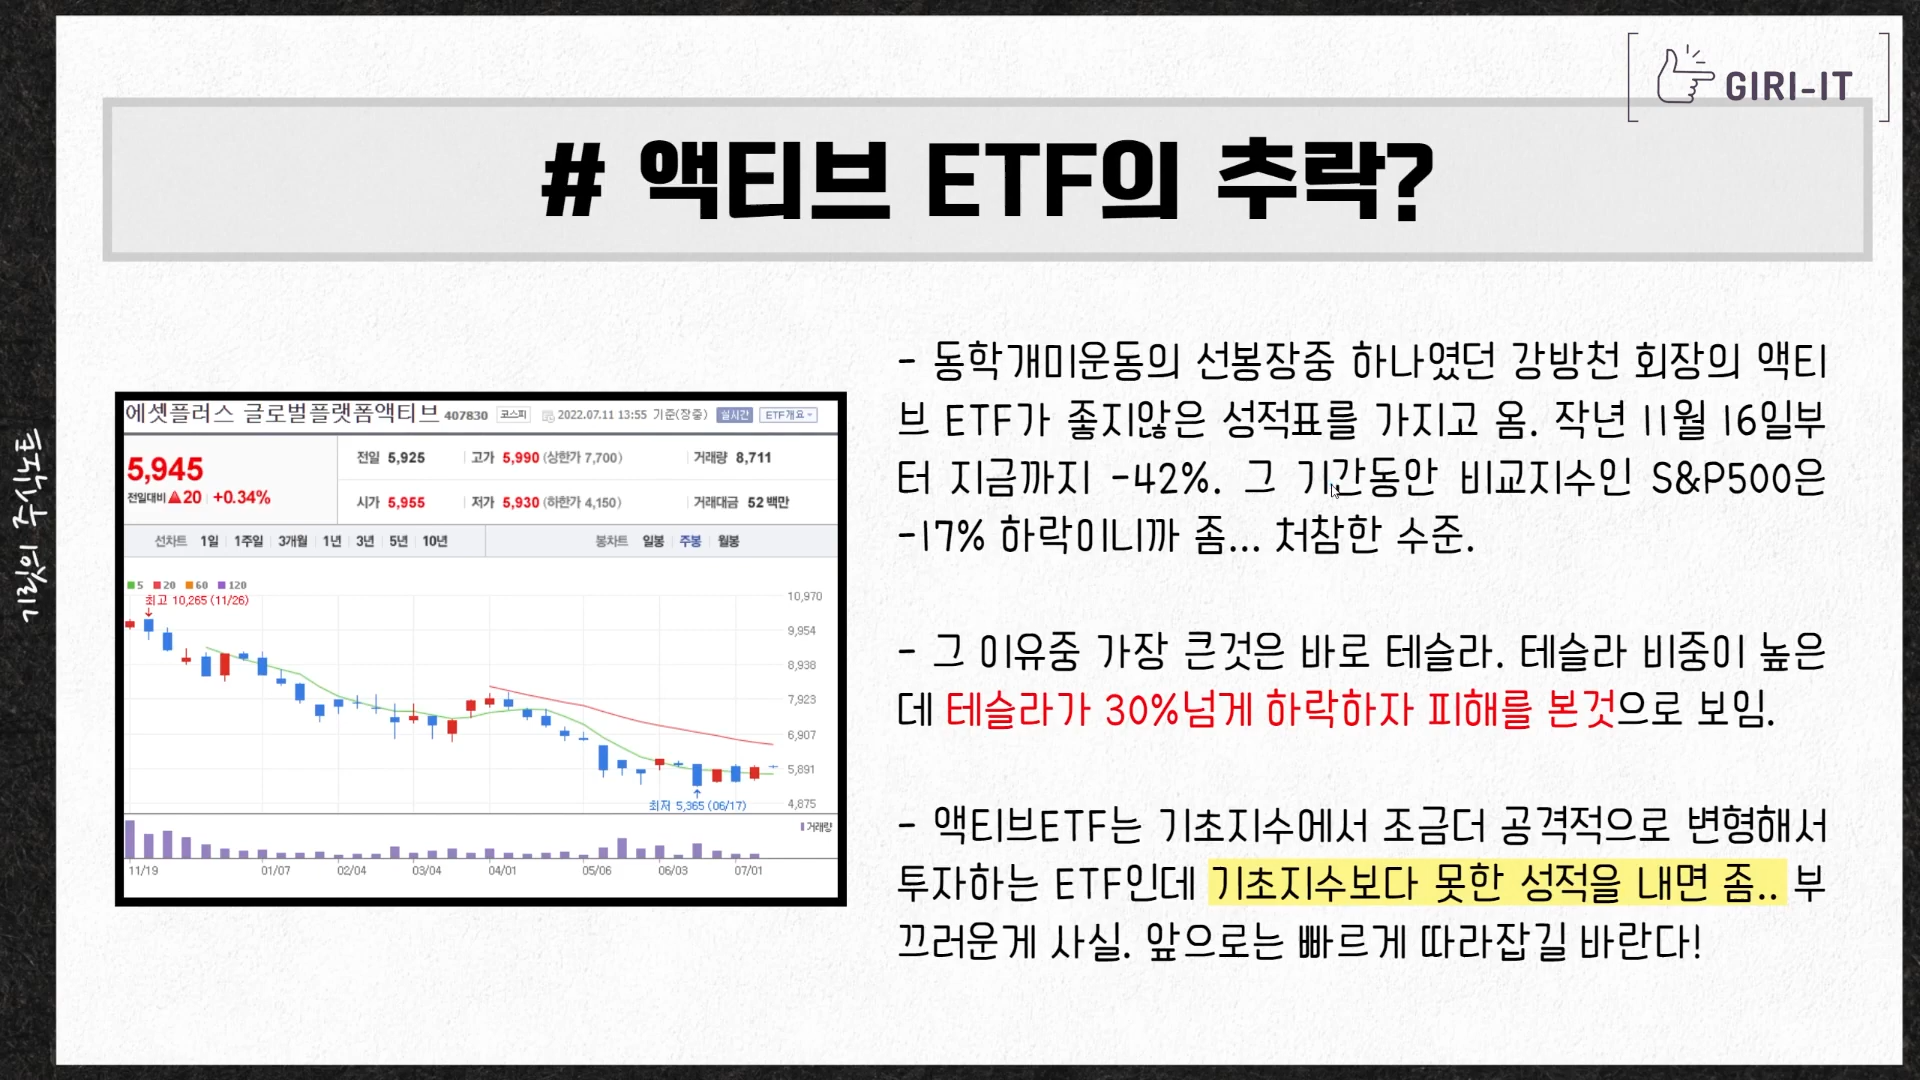 GIRI-IT
# 액티브 ETF의 추락?
기릿의 주식노트
에셋플러스 글로벌플랫폼액티브 407830 코스피 2022.07.11 13:55 기준(장중) 실시간 ETF개요
5,945
전일대비 ▲20 +0.34%
전일 5,925 고가 5,990 (상한가 7,700) 거래량 8,711
시가 5,955 저가 5,930 (하한가 4,150) 거래대금 52 백만
선차트 1일 1주일 3개월 1년 3년 5년 10년 봉차트 일봉 주봉 월봉
5 20 60 120
최고 10,265 (11/26)
10,970
9,954
8,938
7,923
6,907
5,891
4,875
최저 5,365 (06/17)
거래량
11/19 01/07 02/04 03/04 04/01 05/06 06/03 07/01
- 동학개미운동의 선봉장중 하나였던 강방천 회장의 액티
브 ETF가 좋지않은 성적표를 가지고 옴. 작년 11월 16일부
터 지금까지 -42%. 그 기간동안 비교지수인 S&P500은
-17% 하락이니까 좀... 처참한 수준.
- 그 이유중 가장 큰것은 바로 테슬라. 테슬라 비중이 높은
데 테슬라가 30%넘게 하락하자 피해를 본것으로 보임.
- 액티브ETF는 기초지수에서 조금더 공격적으로 변형해서
투자하는 ETF인데 기초지수보다 못한 성적을 내면 좀.. 부
끄러운게 사실. 앞으로는 빠르게 따라잡길 바란다!